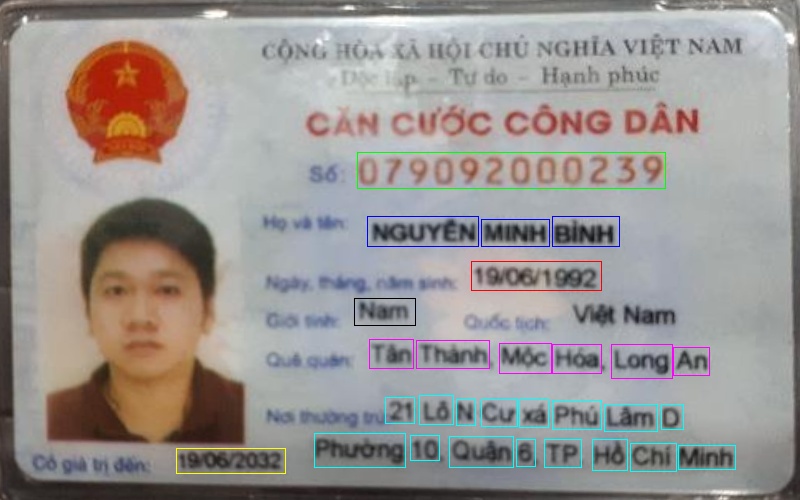 CỘNG HÒA XÃ HỘI CHỦ NGHĨA VIỆT NAM
Độc lập - Tự do - Hạnh phúc
CĂN CƯỚC CÔNG DÂN
Số: 079092000239
Họ và tên: NGUYỄN MINH BÌNH
Ngày, tháng, năm sinh: 19/06/1992
Giới tính: Nam Quốc tịch: Việt Nam
Quê quán: Tân Thành, Mộc Hóa, Long An
Nơi thường trú: 21 Lô N Cư xá Phú Lâm D
Phường 10, Quận 6, TP Hồ Chí Minh
Có giá trị đến: 19/06/2032